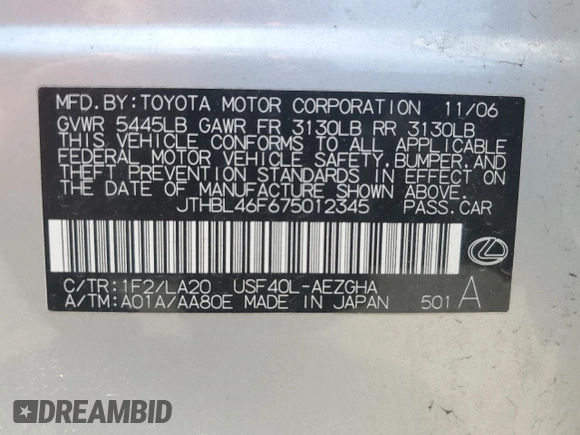 MFD.BY:TOYOTA MOTOR CORPORATION 11/06
GVWR 5445LB GAWR FR 3130LB RR 3130LB
THIS VEHICLE CONFORMS TO ALL APPLICABLE
FEDERAL MOTOR VEHICLE SAFETY,BUMPER,AND
THEFT PREVENTION STANDARDS IN EFFECT ON
THE DATE OF MANUFACTURE SHOWN ABOVE.
JTHBL46F675012345 PASS.CAR
C/TR:1F2/LA20 USF40L-AEZGHA
A/TM:A01A/AA80E MADE IN JAPAN 501 A
DREAMBID